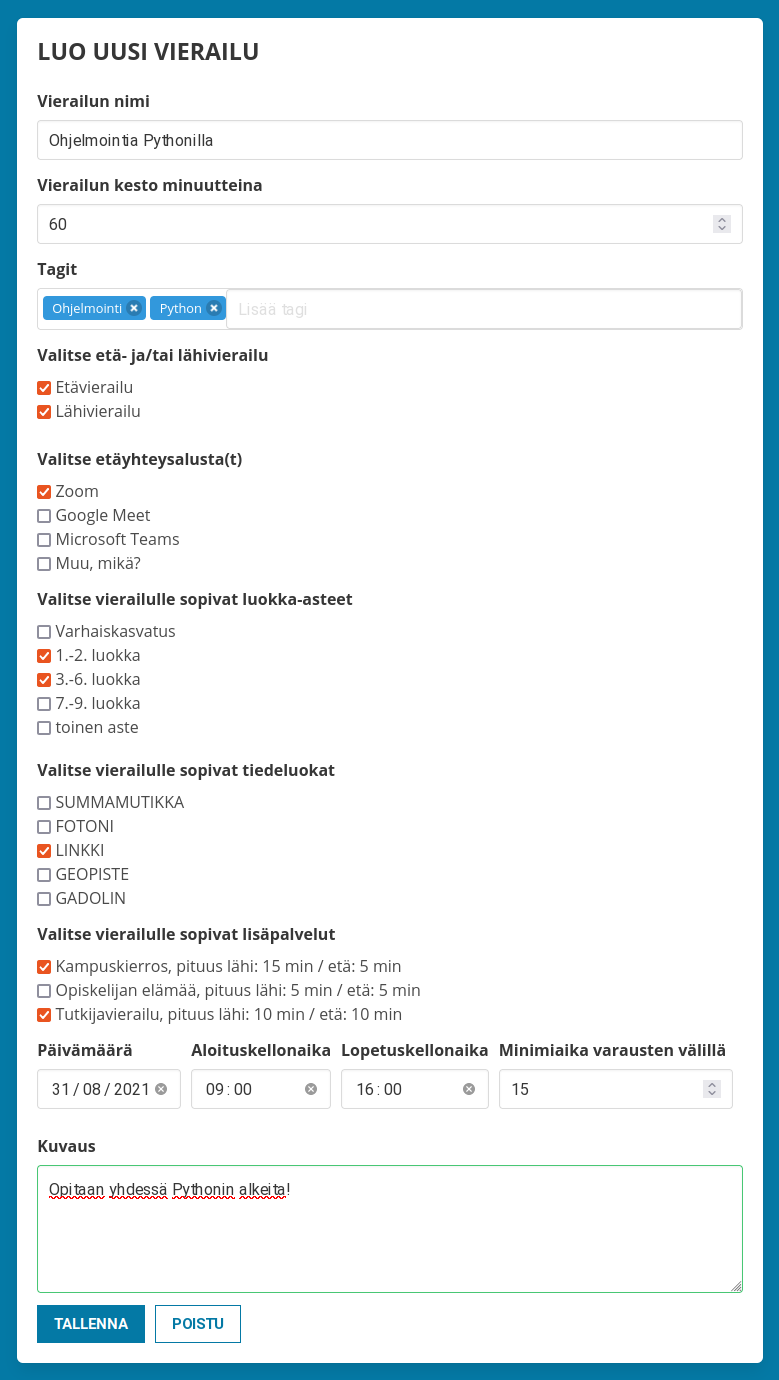 LUO UUSI VIERAILU
Vierailun nimi
Ohjelmointia Pythonilla
Vierailun kesto minuutteina
60
Tagit
Ohjelmointi Python Lisää tagi
Valitse etä- ja/tai lähivierailu
Etävierailu
Lähivierailu
Valitse etäyhteysalusta(t)
Zoom
Google Meet
Microsoft Teams
Muu, mikä?
Valitse vierailulle sopivat luokka-asteet
Varhaiskasvatus
1.-2. luokka
3.-6. luokka
7.-9. luokka
toinen aste
Valitse vierailulle sopivat tiedeluokat
SUMMAMUTIKKA
FOTONI
LINKKI
GEOPISTE
GADOLIN
Valitse vierailulle sopivat lisäpalvelut
Kampuskierros, pituus lähi: 15 min / etä: 5 min
Opiskelijan elämää, pituus lähi: 5 min / etä: 5 min
Tutkijavierailu, pituus lähi: 10 min / etä: 10 min
Päivämäärä Aloituskellonaika Lopetuskellonaika Minimiaika varausten välillä
31 / 08 / 2021 09 : 00 16 : 00 15
Kuvaus
Opitaan yhdessä Pythonin alkeita!
TALLENNA POISTU